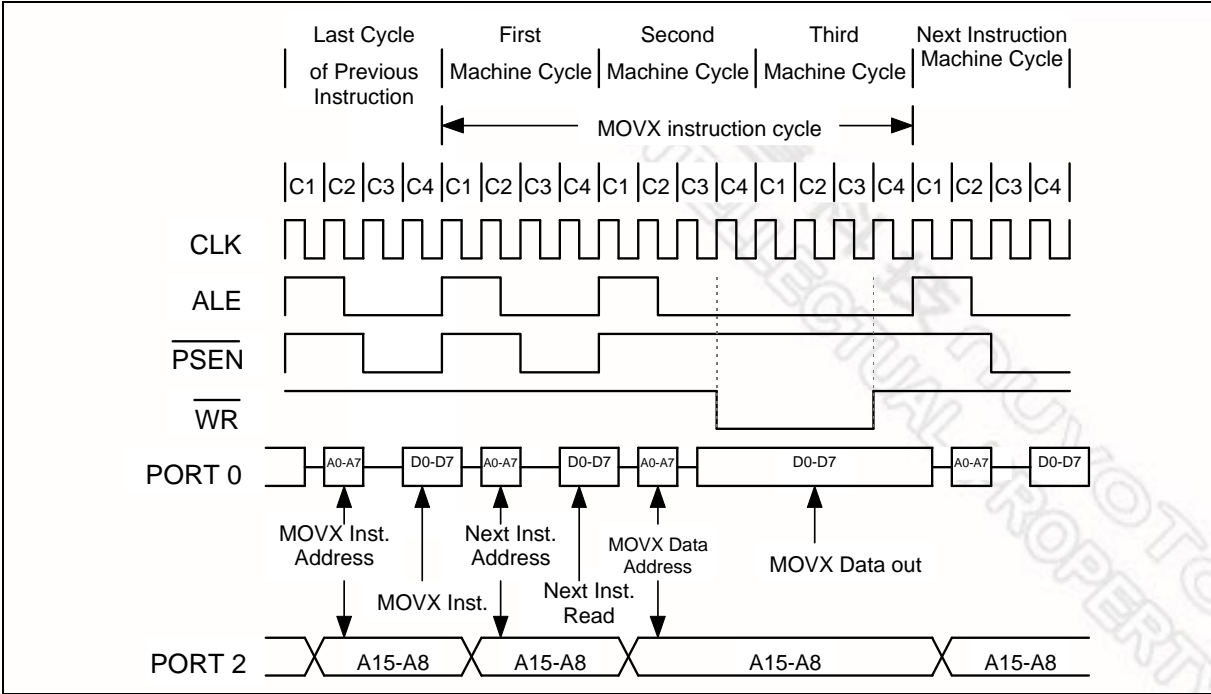 Last Cycle
of Previous
Instruction
First
Machine Cycle
Second
Machine Cycle
Third
Machine Cycle
Next Instruction
Machine Cycle
MOVX instruction cycle
C1 C2 C3 C4 C1 C2 C3 C4 C1 C2 C3 C4 C1 C2 C3 C4 C1 C2 C3 C4
CLK
ALE
PSEN
WR
PORT 0
A0-A7 D0-D7 A0-A7 D0-D7 A0-A7 D0-D7 A0-A7 D0-D7
MOVX Inst.
Address
Next Inst.
Address
MOVX Data
Address
MOVX Data out
MOVX Inst.
Next Inst.
Read
PORT 2
A15-A8 A15-A8 A15-A8 A15-A8